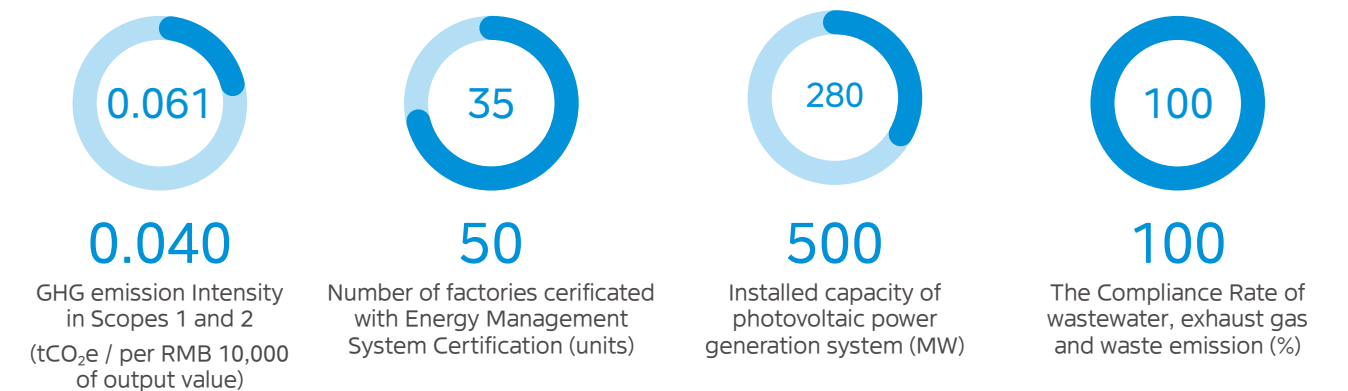 0.061
0.040
GHG emission Intensity
in Scopes 1 and 2
(tCO₂e / per RMB 10,000
of output value)
35
50
Number of factories cerificated
with Energy Management
System Certification (units)
280
500
Installed capacity of
photovoltaic power
generation system (MW)
100
100
The Compliance Rate of
wastewater, exhaust gas
and waste emission (%)